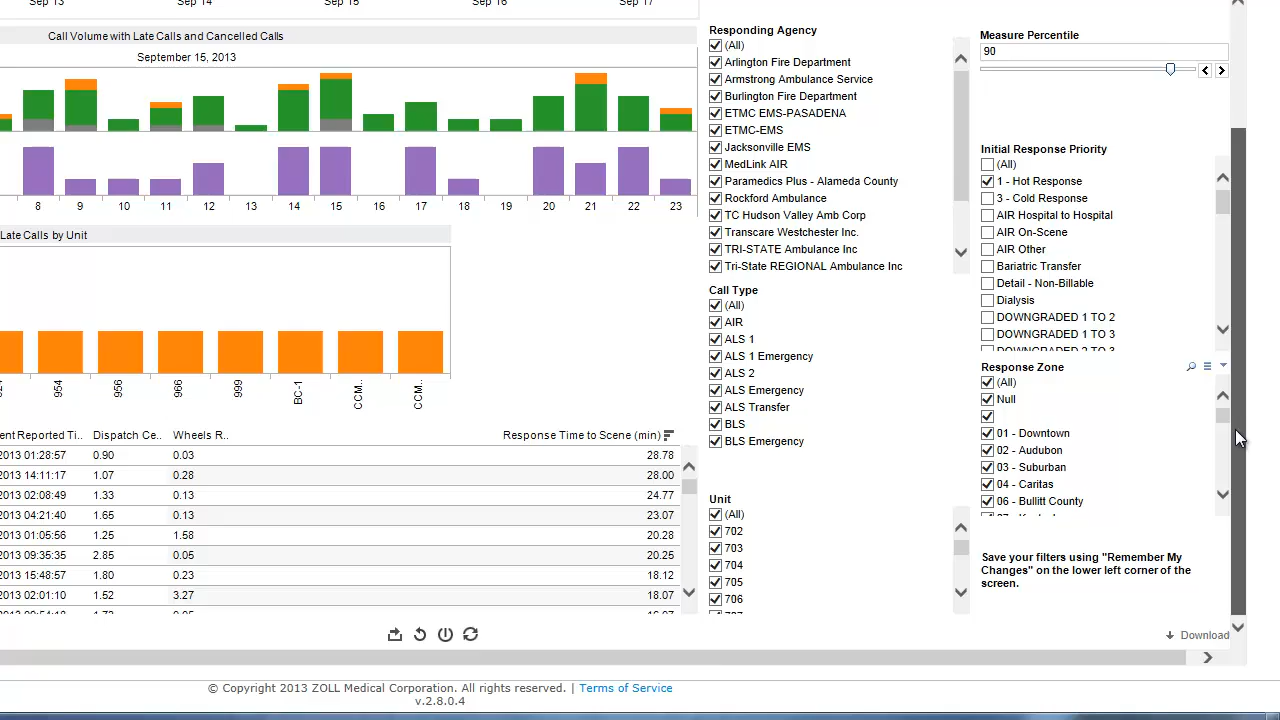 Sep 13 Sep 14 Sep 15 Sep 16 Sep 17
Call Volume with Late Calls and Cancelled Calls
September 15, 2013
8 9 10 11 12 13 14 15 16 17 18 19 20 21 22 23
Late Calls by Unit
954 956 966 999 BC-1 CCM.. CCM..
ent Reported Ti.. Dispatch Ce.. Wheels R.. Response Time to Scene (min)
2013 01:28:57 0.90 0.03 28.78
2013 14:11:17 1.07 0.28 28.00
2013 02:08:49 1.33 0.13 24.77
2013 04:21:40 1.65 0.13 23.07
2013 01:05:56 1.25 1.58 20.28
2013 09:35:35 2.85 0.05 20.25
2013 15:48:57 1.80 0.23 18.12
2013 02:01:10 1.52 3.27 18.07
Responding Agency
(All)
Arlington Fire Department
Armstrong Ambulance Service
Burlington Fire Department
ETMC EMS-PASADENA
ETMC-EMS
Jacksonville EMS
MedLink AIR
Paramedics Plus - Alameda County
Rockford Ambulance
TC Hudson Valley Amb Corp
Transcare Westchester Inc.
TRI-STATE Ambulance Inc
Tri-State REGIONAL Ambulance Inc
Call Type
(All)
AIR
ALS 1
ALS 1 Emergency
ALS 2
ALS Emergency
ALS Transfer
BLS
BLS Emergency
Unit
(All)
702
703
704
705
706
Measure Percentile
90
Initial Response Priority
(All)
1 - Hot Response
3 - Cold Response
AIR Hospital to Hospital
AIR On-Scene
AIR Other
Bariatric Transfer
Detail - Non-Billable
Dialysis
DOWNGRADED 1 TO 2
DOWNGRADED 1 TO 3
Response Zone
(All)
Null
01 - Downtown
02 - Audubon
03 - Suburban
04 - Caritas
06 - Bullitt County
Save your filters using "Remember My
Changes" on the lower left corner of the
screen.
Download
© Copyright 2013 ZOLL Medical Corporation. All rights reserved. | Terms of Service
v.2.8.0.4